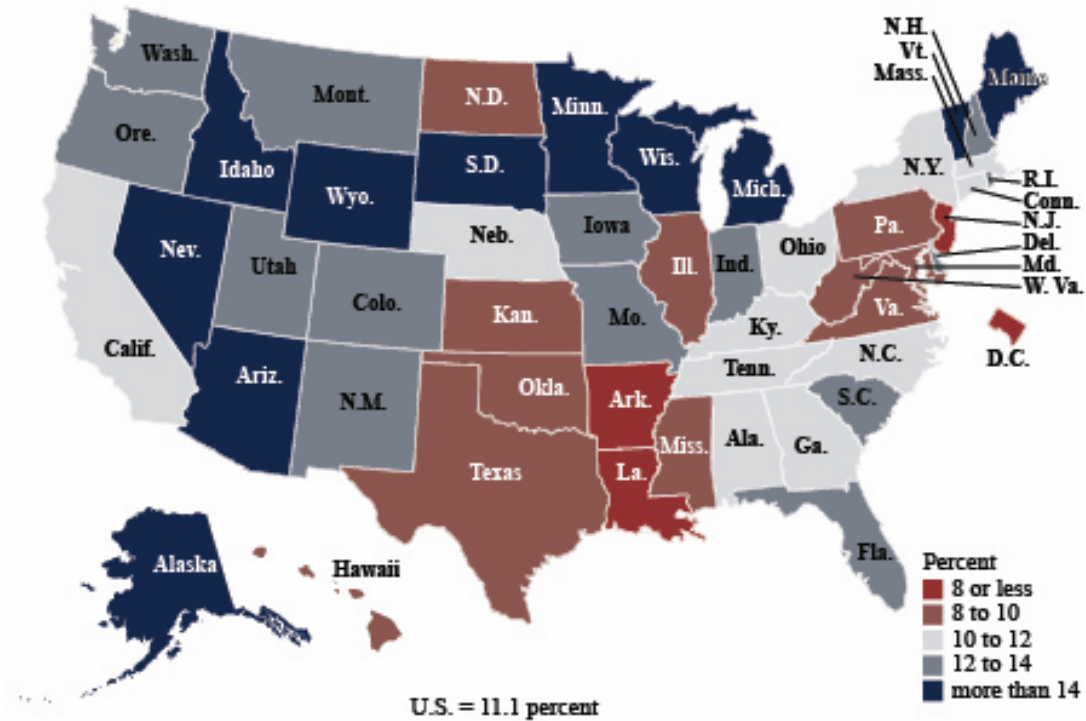 N.H.
Vt.
Mass.
Maine
Wash.
Mont.
N.D.
Minn.
Ore.
Idaho
Wyo.
S.D.
Wis.
Mich.
N.Y.
R.I.
Conn.
N.J.
Del.
Md.
W. Va.
Nev.
Utah
Colo.
Neb.
Iowa
Ill.
Ind.
Ohio
Pa.
Calif.
Kan.
Mo.
Ky.
Va.
D.C.
Ariz.
N.M.
Okla.
Ark.
Tenn.
N.C.
S.C.
Texas
La.
Miss.
Ala.
Ga.
Fla.
Alaska
Hawaii
Percent
8 or less
8 to 10
10 to 12
12 to 14
more than 14
U.S. = 11.1 percent